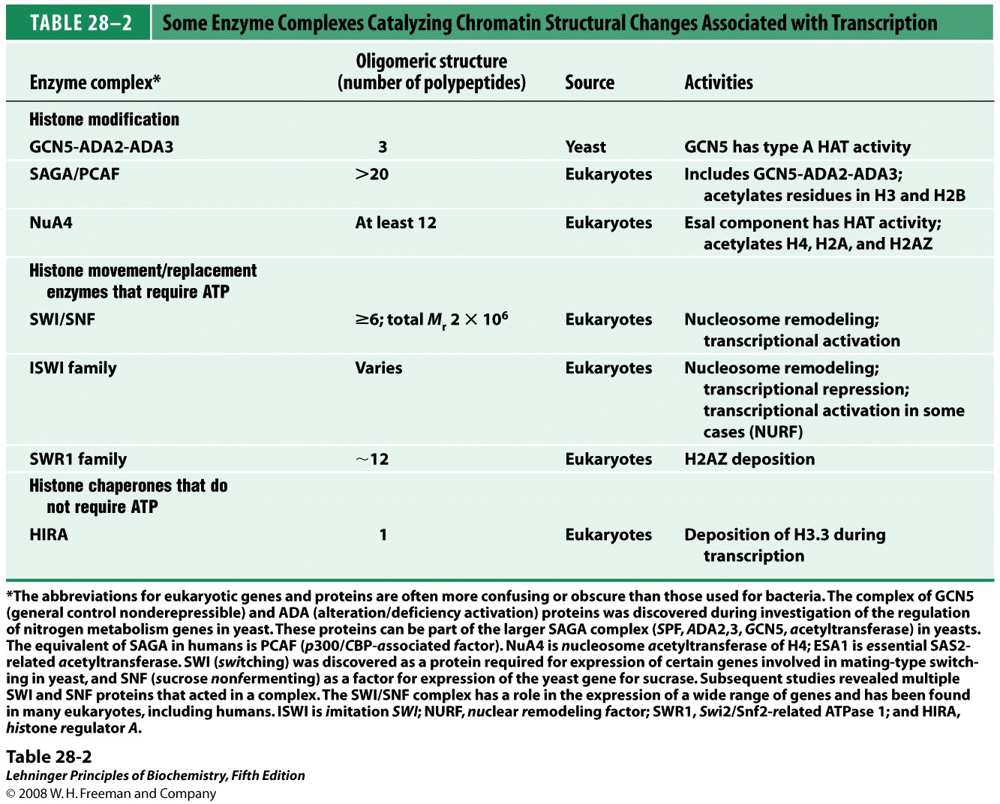 TABLE 28–2 Some Enzyme Complexes Catalyzing Chromatin Structural Changes Associated with Transcription
Oligomeric structure
Enzyme complex* (number of polypeptides) Source Activities
Histone modification
GCN5-ADA2-ADA3 3 Yeast GCN5 has type A HAT activity
SAGA/PCAF >20 Eukaryotes Includes GCN5-ADA2-ADA3;
acetylates residues in H3 and H2B
NuA4 At least 12 Eukaryotes EsaI component has HAT activity;
acetylates H4, H2A, and H2AZ
Histone movement/replacement
enzymes that require ATP
SWI/SNF ≥6; total Mr 2 × 10⁶ Eukaryotes Nucleosome remodeling;
transcriptional activation
ISWI family Varies Eukaryotes Nucleosome remodeling;
transcriptional repression;
transcriptional activation in some
cases (NURF)
SWR1 family ~12 Eukaryotes H2AZ deposition
Histone chaperones that do
not require ATP
HIRA 1 Eukaryotes Deposition of H3.3 during
transcription
*The abbreviations for eukaryotic genes and proteins are often more confusing or obscure than those used for bacteria. The complex of GCN5
(general control nonderepressible) and ADA (alteration/deficiency activation) proteins was discovered during investigation of the regulation
of nitrogen metabolism genes in yeast. These proteins can be part of the larger SAGA complex (SPF, ADA2,3, GCN5, acetyltransferase) in yeasts.
The equivalent of SAGA in humans is PCAF (p300/CBP-associated factor). NuA4 is nucleosome acetyltransferase of H4; ESA1 is essential SAS2-
related acetyltransferase. SWI (switching) was discovered as a protein required for expression of certain genes involved in mating-type switch-
ing in yeast, and SNF (sucrose nonfermenting) as a factor for expression of the yeast gene for sucrase. Subsequent studies revealed multiple
SWI and SNF proteins that acted in a complex. The SWI/SNF complex has a role in the expression of a wide range of genes and has been found
in many eukaryotes, including humans. ISWI is imitation SWI; NURF, nuclear remodeling factor; SWR1, Swi2/Snf2-related ATPase 1; and HIRA,
histone regulator A.
Table 28-2
Lehninger Principles of Biochemistry, Fifth Edition
© 2008 W. H. Freeman and Company